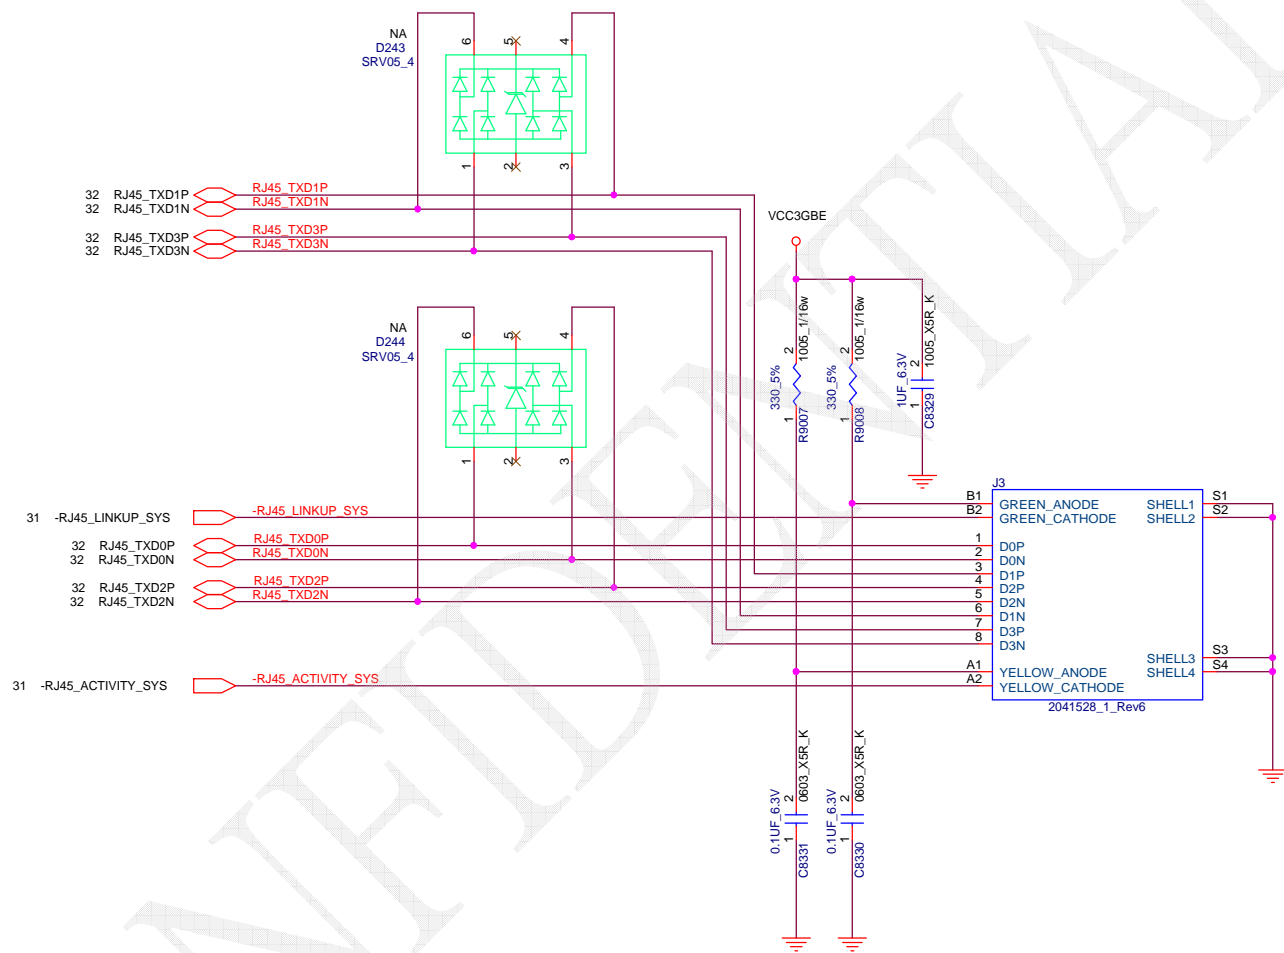 NA
D243
SRV05_4
6
5
4
1
2
3
32 RJ45_TXD1P RJ45_TXD1P
32 RJ45_TXD1N RJ45_TXD1N
32 RJ45_TXD3P RJ45_TXD3P
32 RJ45_TXD3N RJ45_TXD3N
VCC3GBE
NA
D244
SRV05_4
6
5
4
1
2
3
330_5%
2
1005_1/16w
1
R9007
330_5%
2
1005_1/16w
1
R9008
1UF_6.3V
2
1005_X5R_K
1
C8329
31 -RJ45_LINKUP_SYS -RJ45_LINKUP_SYS
32 RJ45_TXD0P RJ45_TXD0P
32 RJ45_TXD0N RJ45_TXD0N
32 RJ45_TXD2P RJ45_TXD2P
32 RJ45_TXD2N RJ45_TXD2N
31 -RJ45_ACTIVITY_SYS -RJ45_ACTIVITY_SYS
J3
B1 GREEN_ANODE SHELL1 S1
B2 GREEN_CATHODE SHELL2 S2
1 D0P
2 D0N
3 D1P
4 D2P
5 D2N
6 D1N
7 D3P
8 D3N
SHELL3 S3
A1 YELLOW_ANODE SHELL4 S4
A2 YELLOW_CATHODE
2041528_1_Rev6
0.1UF_6.3V
2
0603_X5R_K
1
C8331
0.1UF_6.3V
2
0603_X5R_K
1
C8330
NFIDENTIA